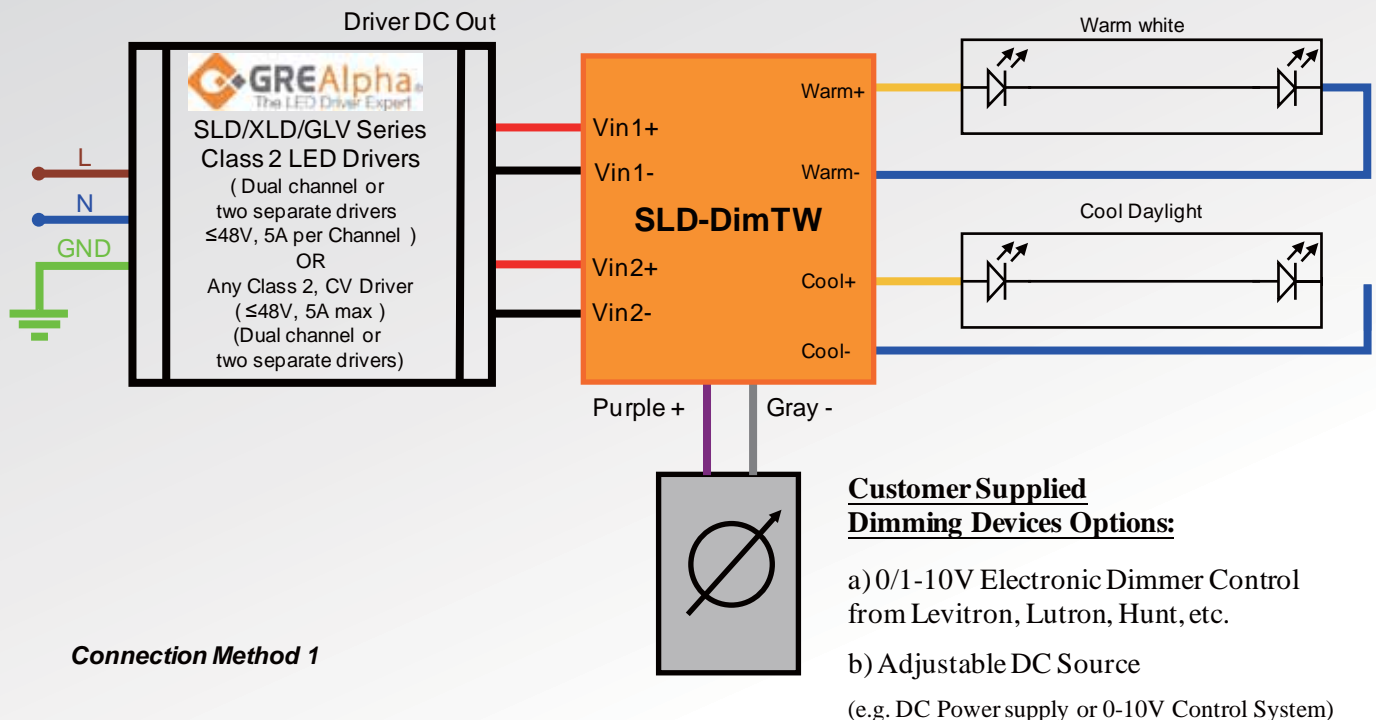 Driver DC Out
GREAlpha®
The LED Driver Expert
SLD/XLD/GLV Series
Class 2 LED Drivers
( Dual channel or
two separate drivers
≤48V, 5A per Channel )
OR
Any Class 2, CV Driver
( ≤48V, 5A max )
(Dual channel or
two separate drivers)
L
N
GND
Vin1+
Vin1-
Vin2+
Vin2-
SLD-DimTW
Warm+
Warm-
Cool+
Cool-
Warm white
Cool Daylight
Purple +
Gray -
Customer Supplied
Dimming Devices Options:
a) 0/1-10V Electronic Dimmer Control
from Levitron, Lutron, Hunt, etc.
b) Adjustable DC Source
(e.g. DC Power supply or 0-10V Control System)
Connection Method 1